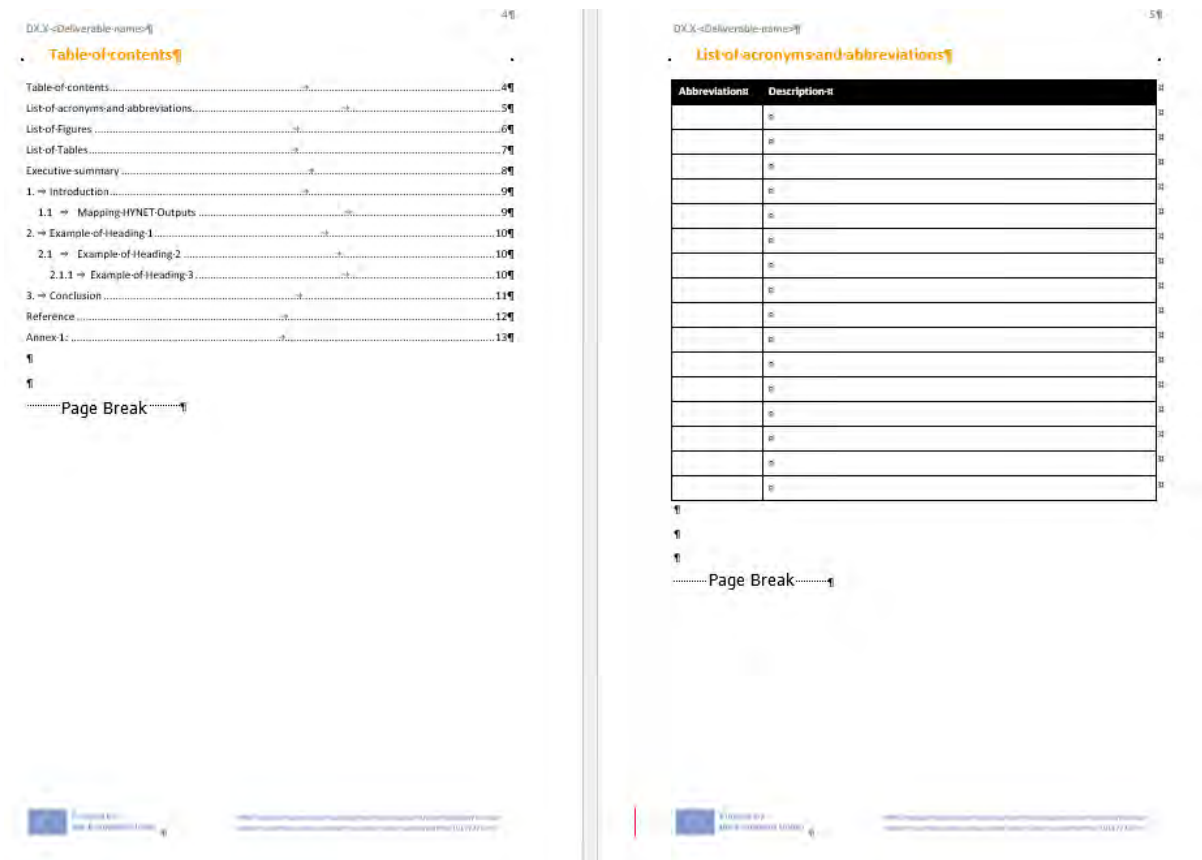 4¶
DX.X-<Deliverable·name>¶
Table·of·contents¶
Table·of·contents 4¶
List·of·acronyms·and·abbreviations 5¶
List·of·Figures 6¶
List·of·Tables 7¶
Executive·summary 8¶
1. → Introduction 9¶
1.1 → Mapping·HYNET·Outputs 9¶
2. → Example·of·Heading·1 10¶
2.1 → Example·of·Heading·2 10¶
2.1.1 → Example·of·Heading·3 10¶
3. → Conclusion 11¶
Reference 12¶
Annex·1: 13¶
¶
¶
Page Break ¶
5¶
DX.X-<Deliverable·name>¶
List·of·acronyms·and·abbreviations¶
Abbreviation¤ Description·¤
¶
¶
¶
Page Break ¶